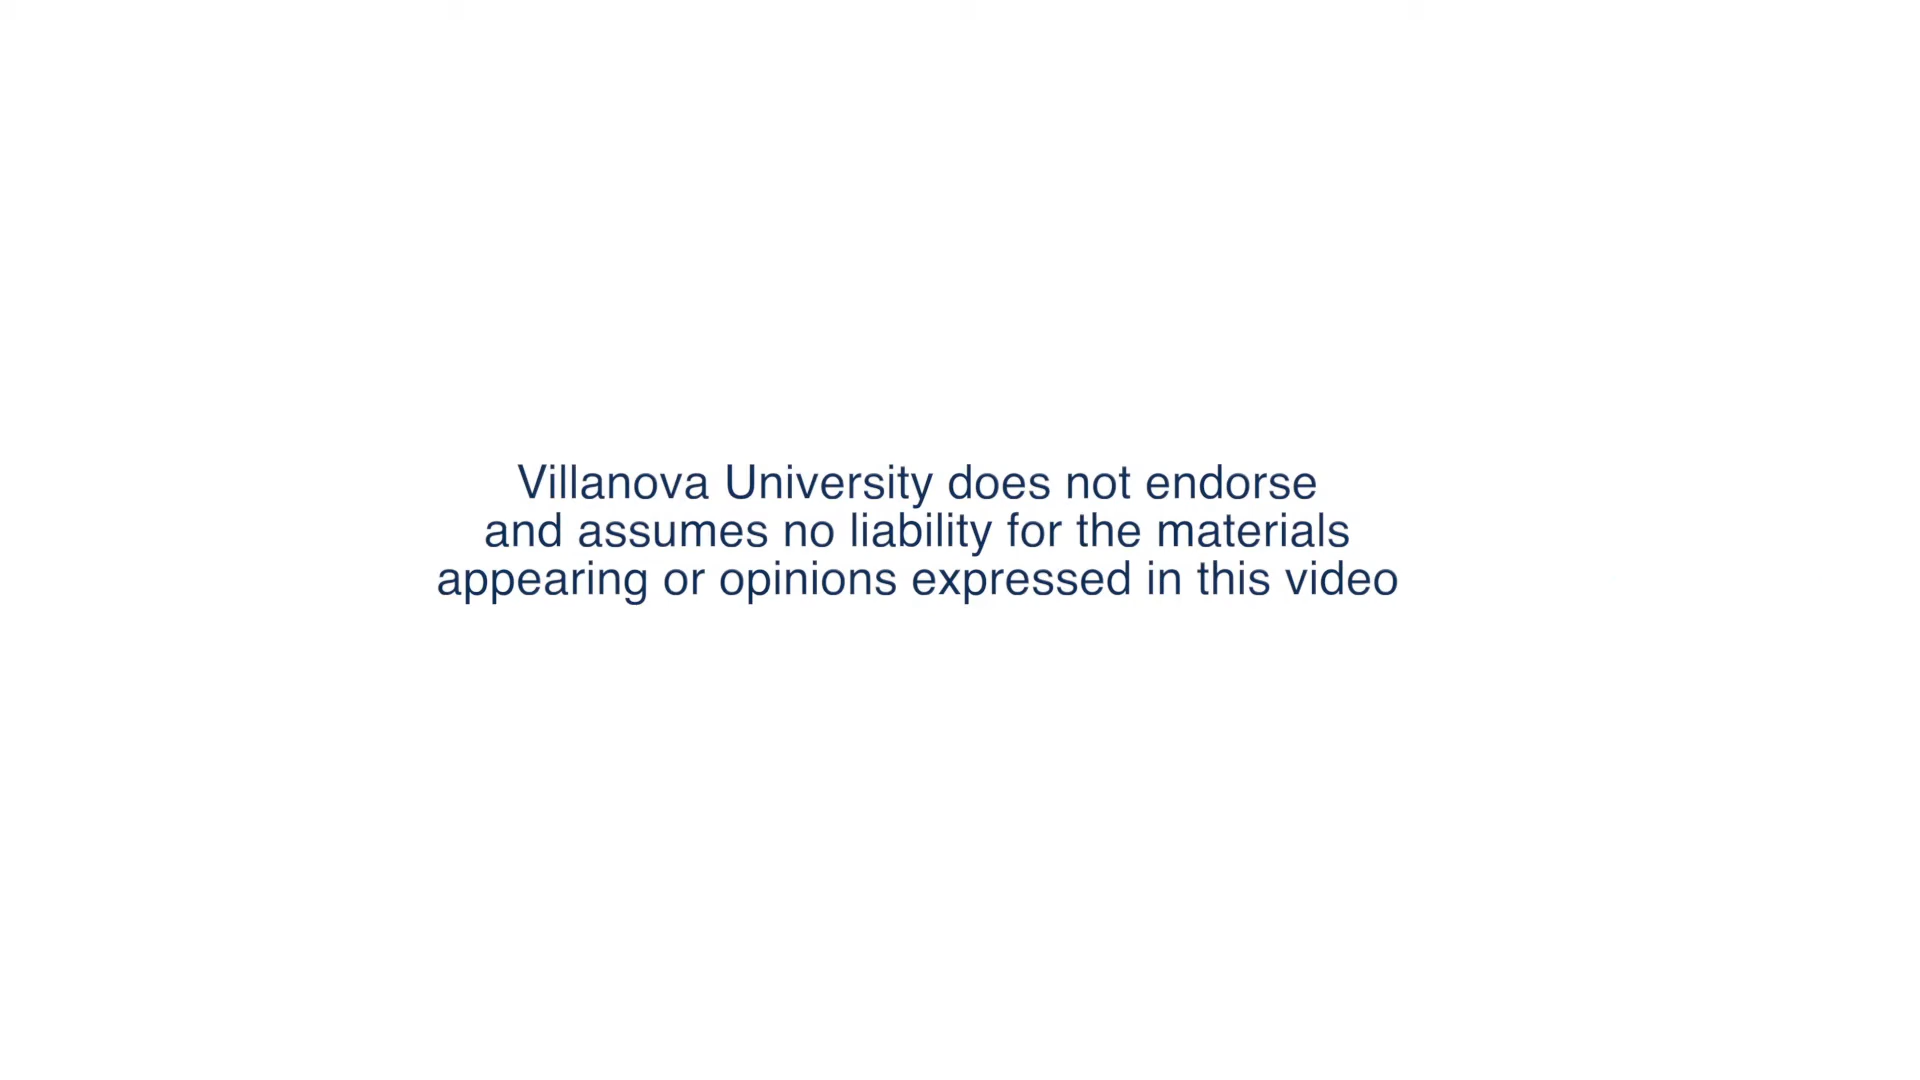 Villanova University does not endorse
and assumes no liability for the materials
appearing or opinions expressed in this video